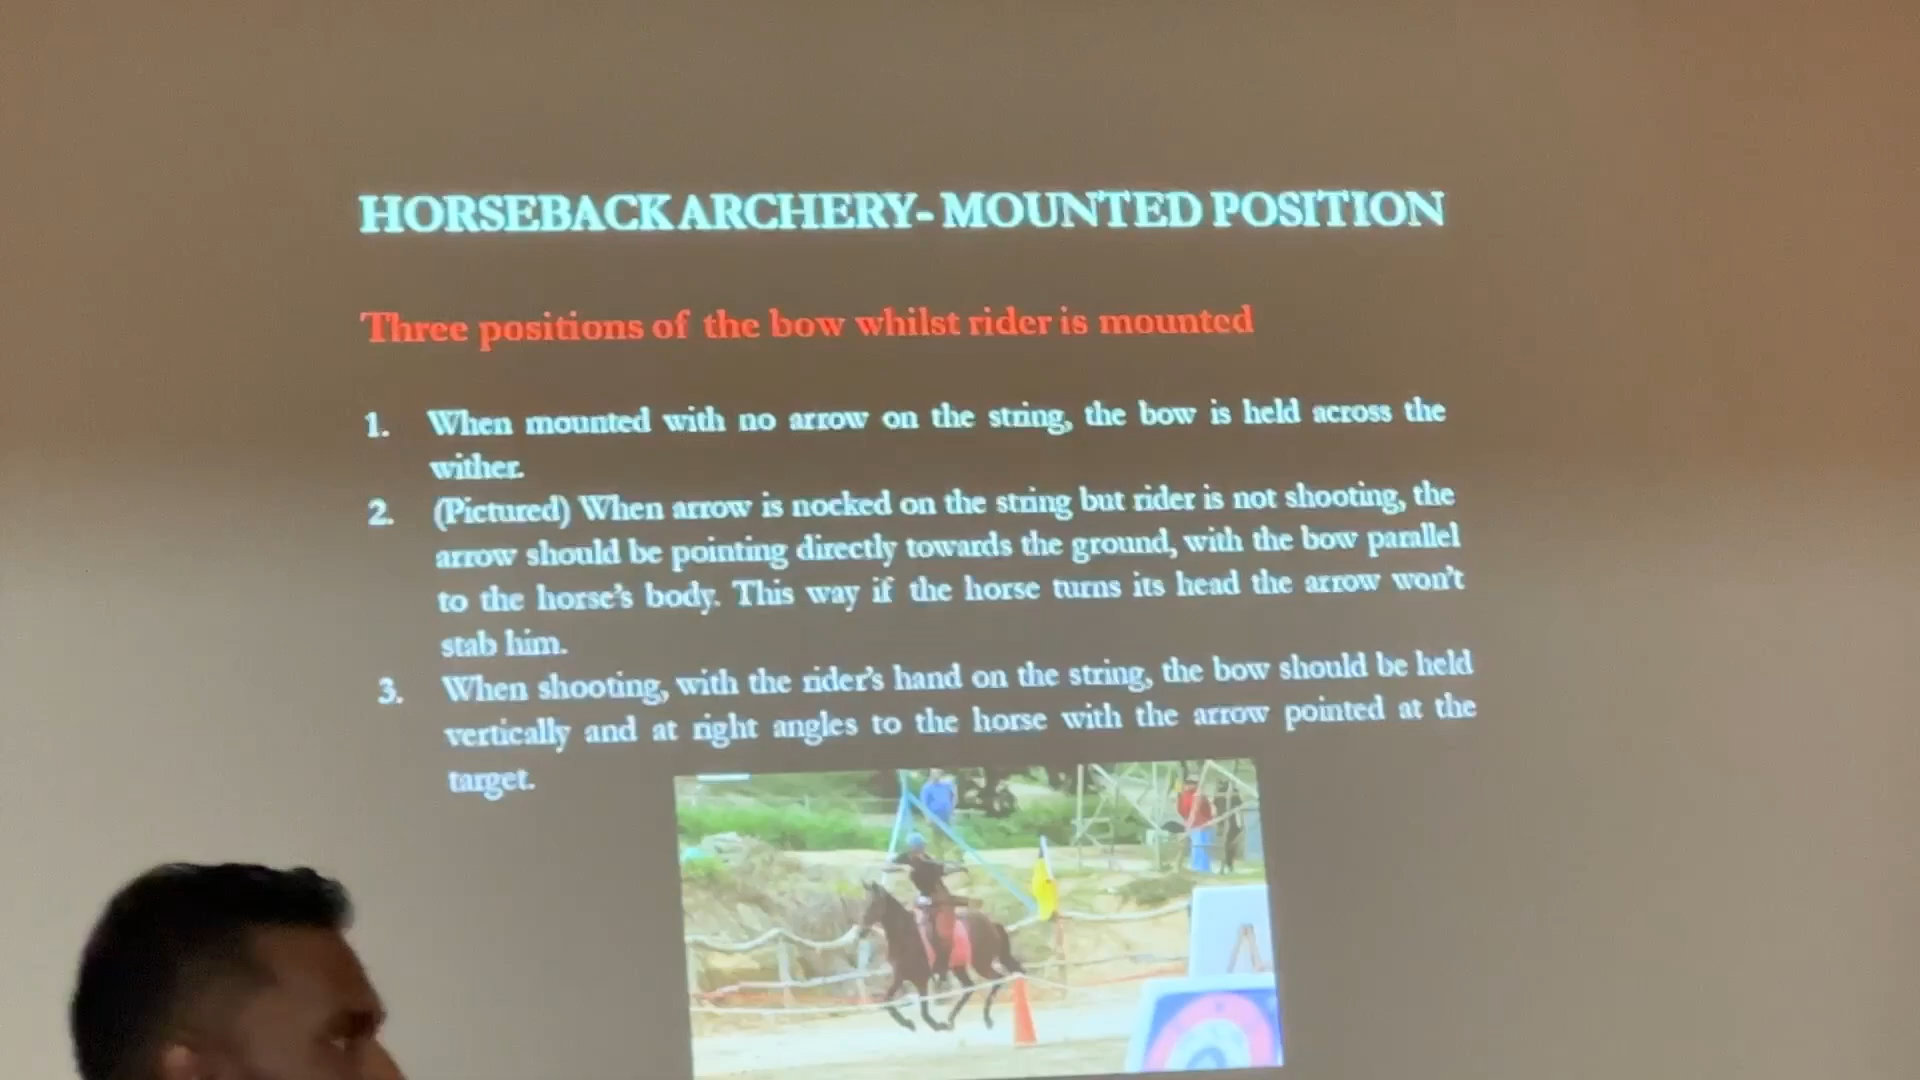 HORSEBACK ARCHERY- MOUNTED POSITION
Three positions of the bow whilst rider is mounted
1. When mounted with no arrow on the string, the bow is held across the
wither.
2. (Pictured) When arrow is nocked on the string but rider is not shooting, the
arrow should be pointing directly towards the ground, with the bow parallel
to the horse's body. This way if the horse turns its head the arrow won't
stab him.
3. When shooting, with the rider's hand on the string, the bow should be held
vertically and at right angles to the horse with the arrow pointed at the
target.